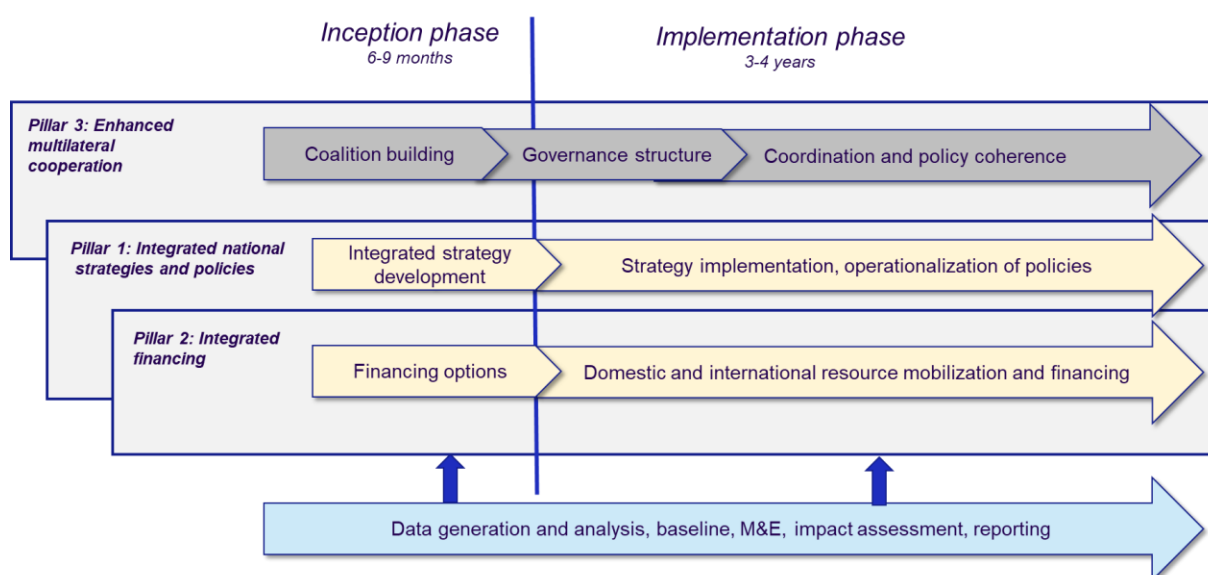 Inception phase
6-9 months
Implementation phase
3-4 years
Pillar 3: Enhanced
multilateral
cooperation
Coalition building
Governance structure
Coordination and policy coherence
Pillar 1: Integrated national
strategies and policies
Integrated strategy
development
Strategy implementation, operationalization of policies
Pillar 2: Integrated
financing
Financing options
Domestic and international resource mobilization and financing
Data generation and analysis, baseline, M&E, impact assessment, reporting